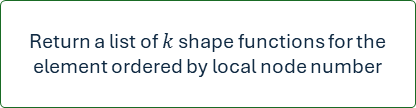 Return a list of k shape functions for the
element ordered by local node number